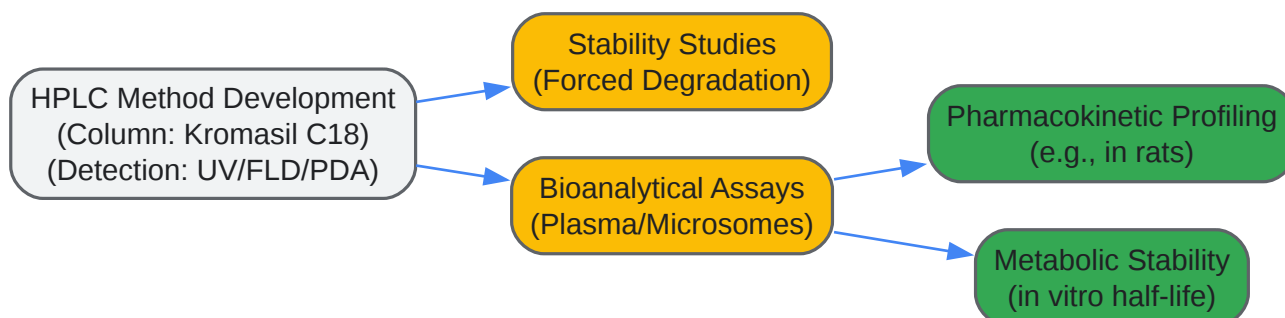 HPLC Method Development
(Column: Kromasil C18)
(Detection: UV/FLD/PDA)
Stability Studies
(Forced Degradation)
Bioanalytical Assays
(Plasma/Microsomes)
Pharmacokinetic Profiling
(e.g., in rats)
Metabolic Stability
(in vitro half-life)